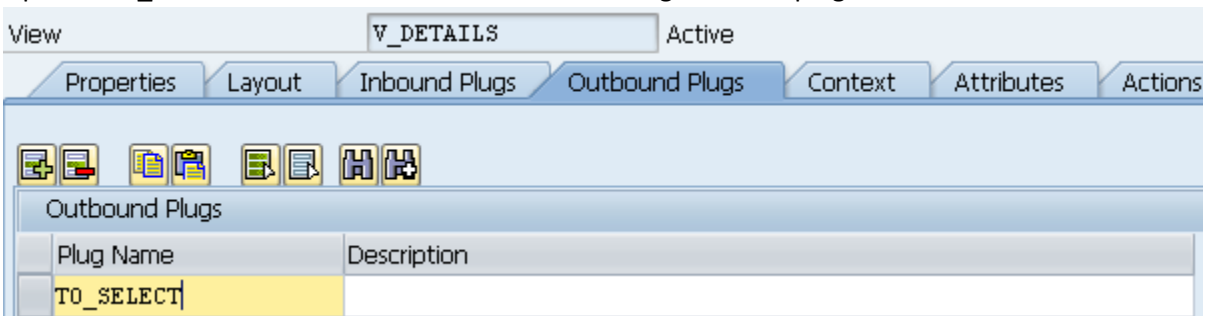 View V_DETAILS Active
Properties Layout Inbound Plugs Outbound Plugs Context Attributes Actions
Outbound Plugs
Plug Name Description
TO_SELECT